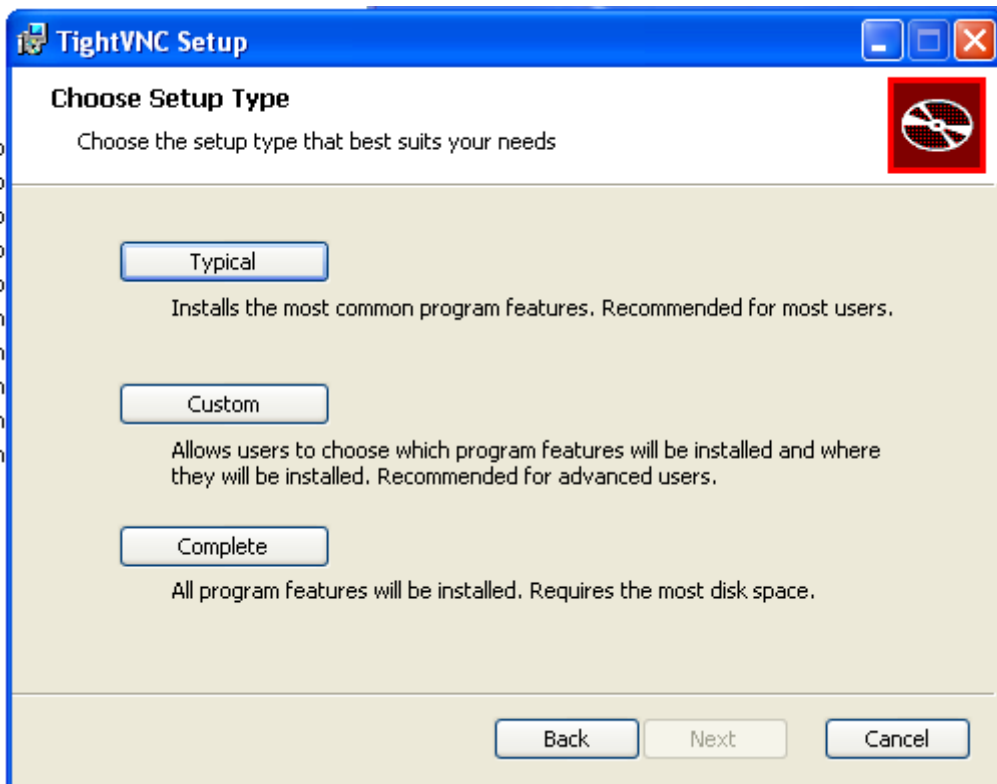 TightVNC Setup
Choose Setup Type
Choose the setup type that best suits your needs
Typical
Installs the most common program features. Recommended for most users.
Custom
Allows users to choose which program features will be installed and where
they will be installed. Recommended for advanced users.
Complete
All program features will be installed. Requires the most disk space.
Back Next Cancel